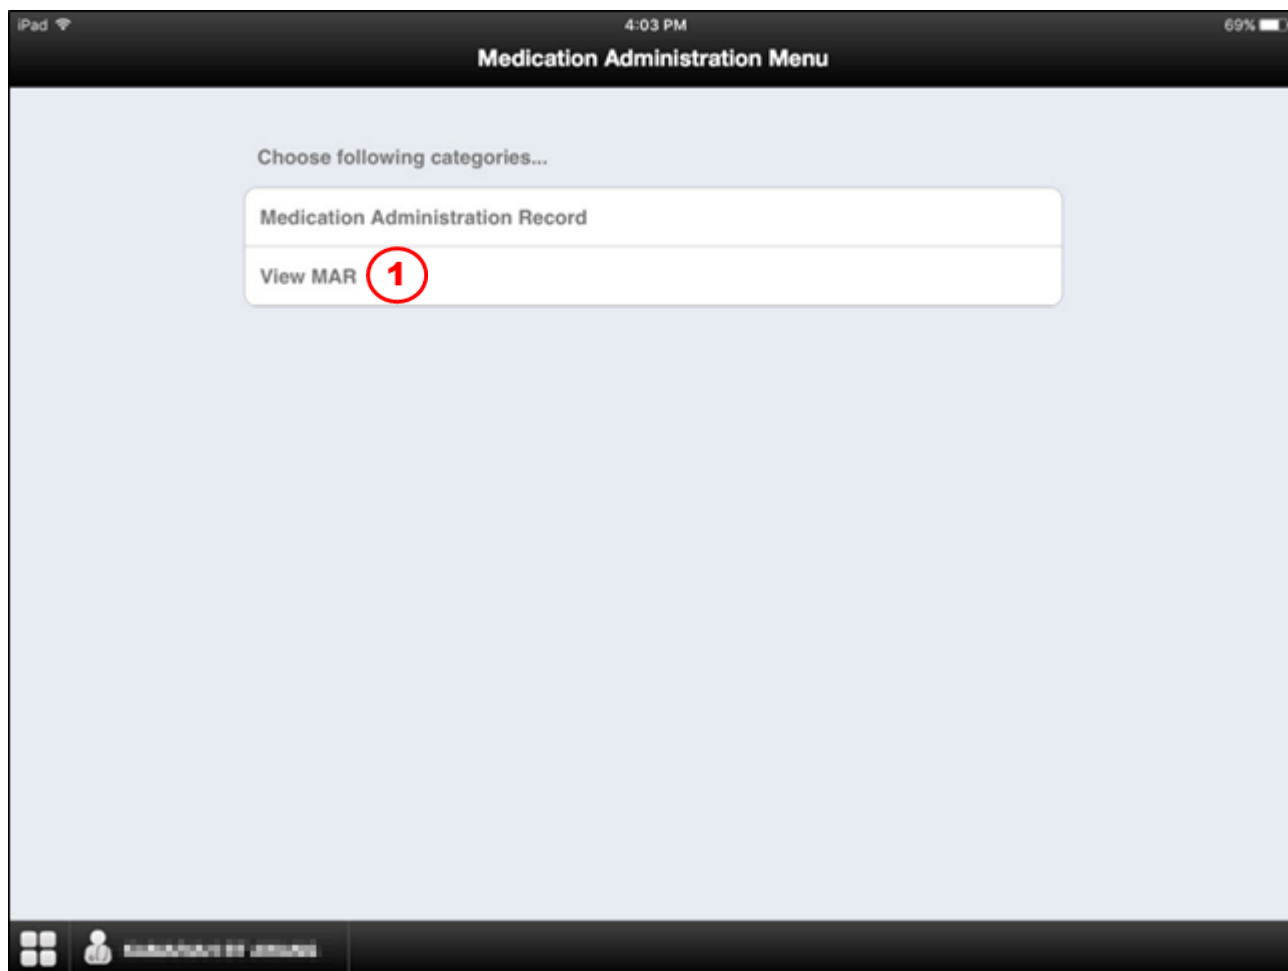 iPad 4:03 PM 69%
Medication Administration Menu
Choose following categories...
Medication Administration Record
View MAR 1